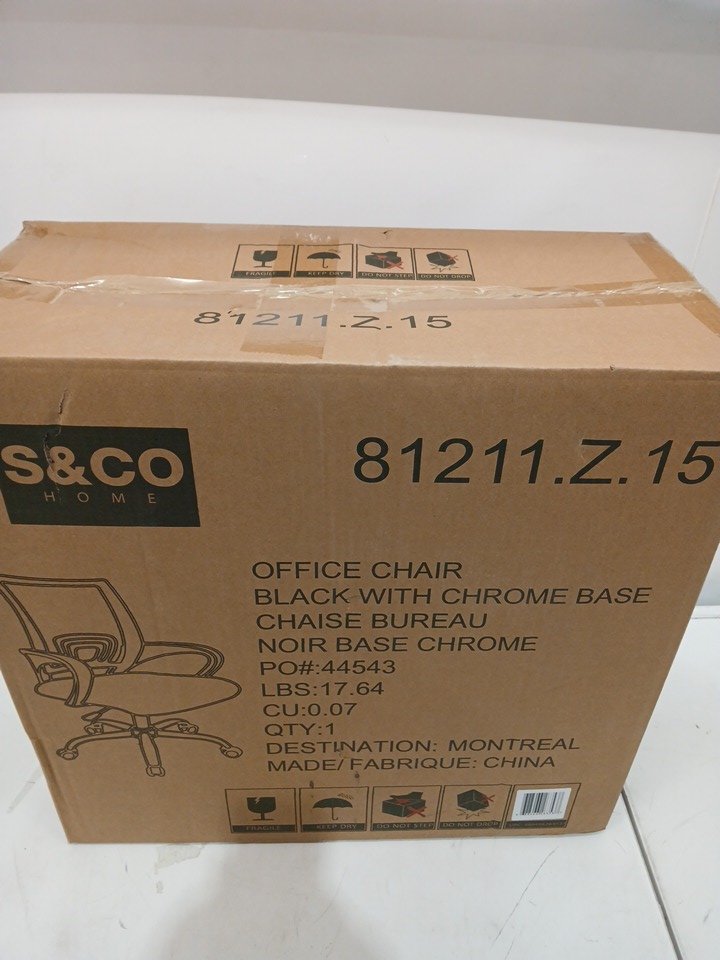 FRAGILE KEEP DRY DO NOT STEP DO NOT DROP
81211.Z.15
S&CO
HOME
81211.Z.15
OFFICE CHAIR
BLACK WITH CHROME BASE
CHAISE BUREAU
NOIR BASE CHROME
PO#:44543
LBS:17.64
CU:0.07
QTY:1
DESTINATION: MONTREAL
MADE/FABRIQUE: CHINA
FRAGILE KEEP DRY DO NOT STEP DO NOT DROP